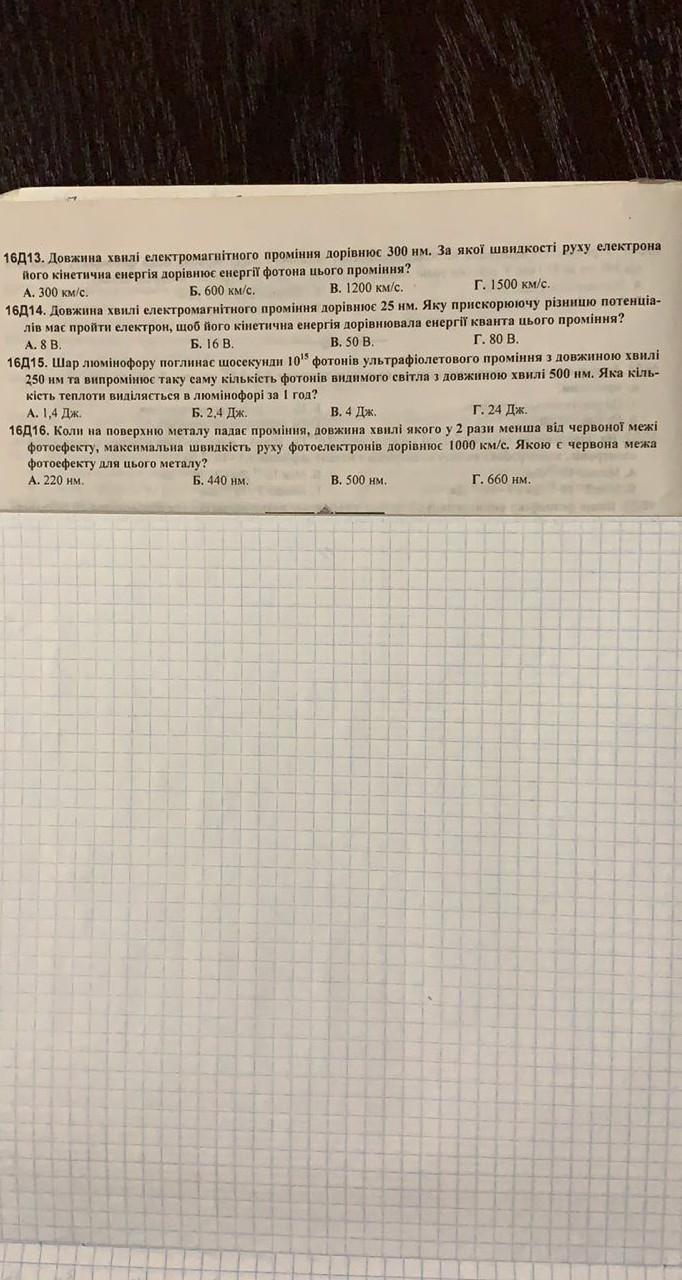 16Д13. Довжина хвилі електромагнітного проміння дорівнює 300 нм. За якої швидкості руху електрона
його кінетична енергія дорівнює енергії фотона цього проміння?
А. 300 км/с. Б. 600 км/с. В. 1200 км/с. Г. 1500 км/с.
16Д14. Довжина хвилі електромагнітного проміння дорівнює 25 нм. Яку прискорюючу різницю потенціа-
лів має пройти електрон, щоб його кінетична енергія дорівнювала енергії кванта цього проміння?
А. 8 В. Б. 16 В. В. 50 В. Г. 80 В.
16Д15. Шар люмінофору поглинає щосекунди 10¹⁵ фотонів ультрафіолетового проміння з довжиною хвилі
250 нм та випромінює таку саму кількість фотонів видимого світла з довжиною хвилі 500 нм. Яка кіль-
кість теплоти виділяється в люмінофорі за 1 год?
А. 1,4 Дж. Б. 2,4 Дж. В. 4 Дж. Г. 24 Дж.
16Д16. Коли на поверхню металу падає проміння, довжина хвилі якого у 2 рази менша від червоної межі
фотоефекту, максимальна швидкість руху фотоелектронів дорівнює 1000 км/с. Якою є червона межа
фотоефекту для цього металу?
А. 220 нм. Б. 440 нм. В. 500 нм. Г. 660 нм.